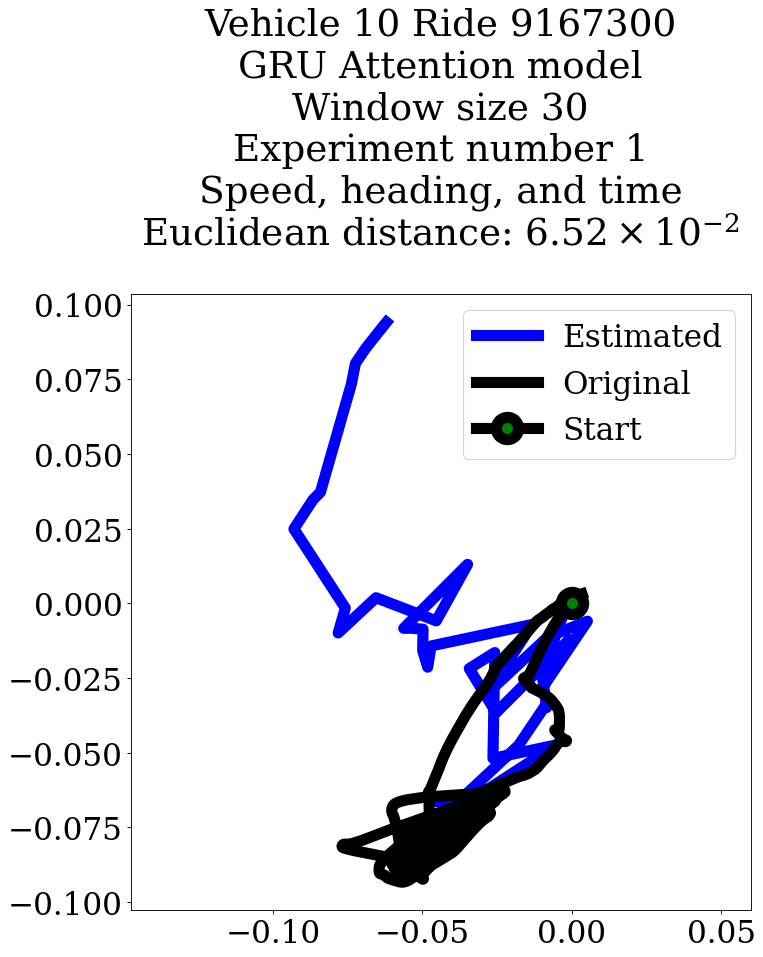 Vehicle 10 Ride 9167300
GRU Attention model
Window size 30
Experiment number 1
Speed, heading, and time
Euclidean distance: 6.52 × 10⁻²
0.100
0.075
0.050
0.025
0.000
−0.025
−0.050
−0.075
−0.100
Estimated
Original
Start
−0.10
−0.05
0.00
0.05